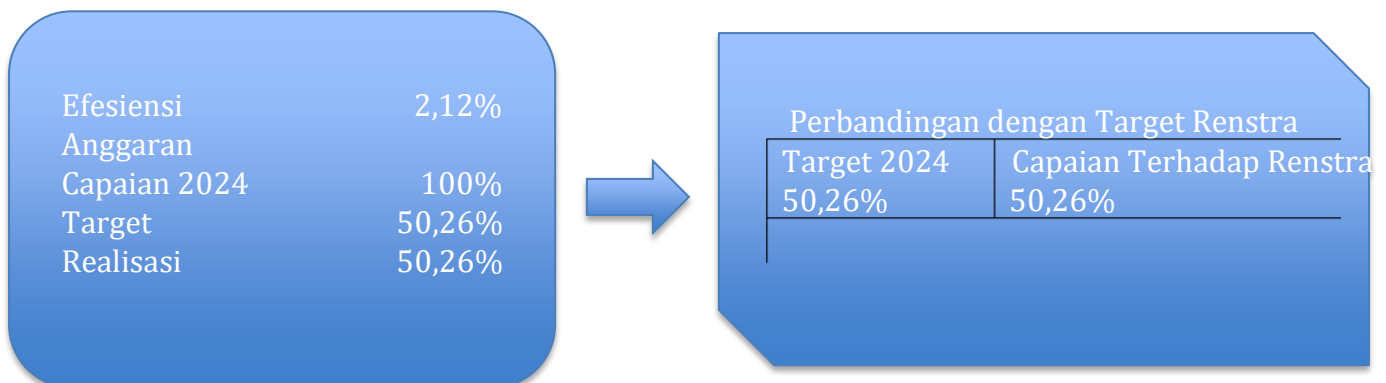 Efesiensi 2,12%
Anggaran
Capaian 2024 100%
Target 50,26%
Realisasi 50,26%
Perbandingan dengan Target Renstra
Target 2024 Capaian Terhadap Renstra
50,26% 50,26%